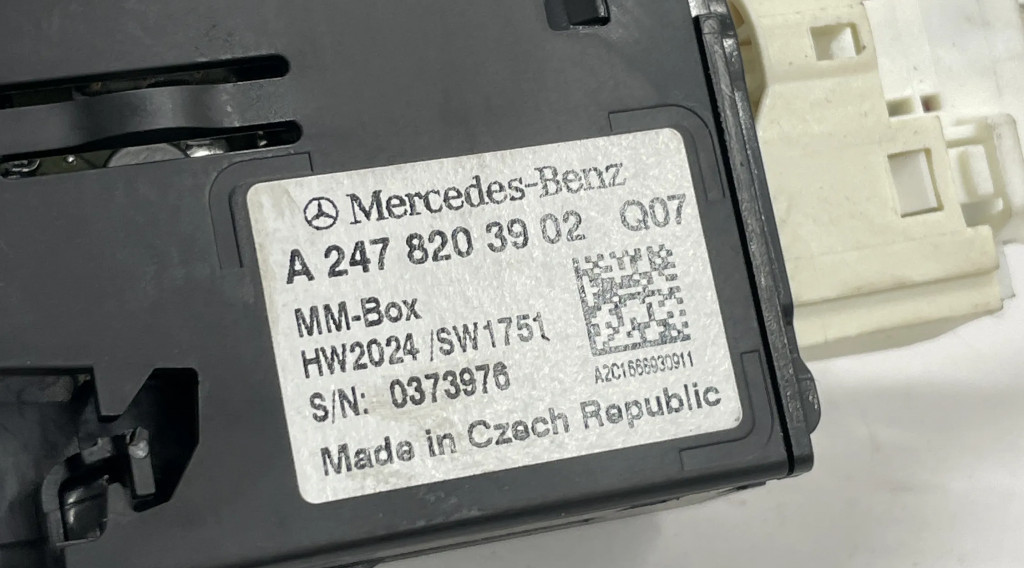 Mercedes-Benz
A 247 820 39 02 Q07
MM-Box
HW2024 /SW1751
S/N: 0373976
A2C1666930911
Made in Czech Republic